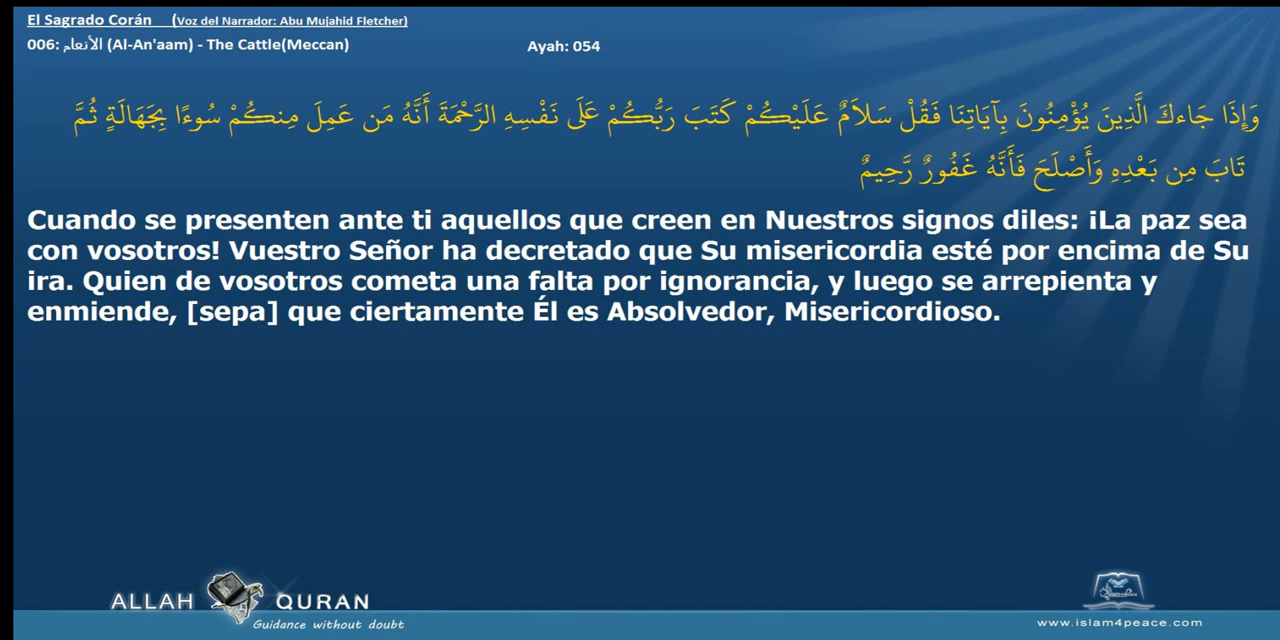 El Sagrado Corán (Voz del Narrador: Abu Mujahid Fletcher)
006: الأنعام (Al-An'aam) - The Cattle(Meccan) Ayah: 054
وَإِذَا جَاءكَ الَّذِينَ يُؤْمِنُونَ بِآيَاتِنَا فَقُلْ سَلاَمٌ عَلَيْكُمْ كَتَبَ رَبُّكُمْ عَلَى نَفْسِهِ الرَّحْمَةَ أَنَّهُ مَن عَمِلَ مِنكُمْ سُوءًا بِجَهَالَةٍ ثُمَّ
تَابَ مِن بَعْدِهِ وَأَصْلَحَ فَأَنَّهُ غَفُورٌ رَّحِيمٌ
Cuando se presenten ante ti aquellos que creen en Nuestros signos diles: ¡La paz sea
con vosotros! Vuestro Señor ha decretado que Su misericordia esté por encima de Su
ira. Quien de vosotros cometa una falta por ignorancia, y luego se arrepienta y
enmiende, [sepa] que ciertamente Él es Absolvedor, Misericordioso.
ALLAH QURAN
Guidance without doubt
www.islam4peace.com